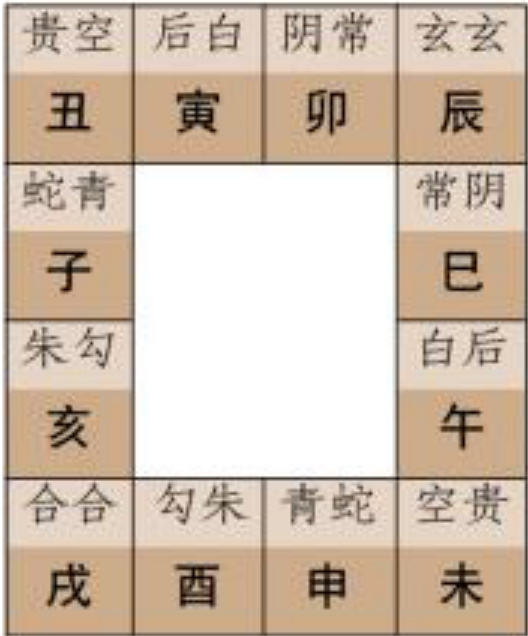 贵空 后白 阴常 玄玄
丑 寅 卯 辰
蛇青 常阴
子 巳
朱勾 白后
亥 午
合合 勾朱 青蛇 空贵
戌 酉 申 未